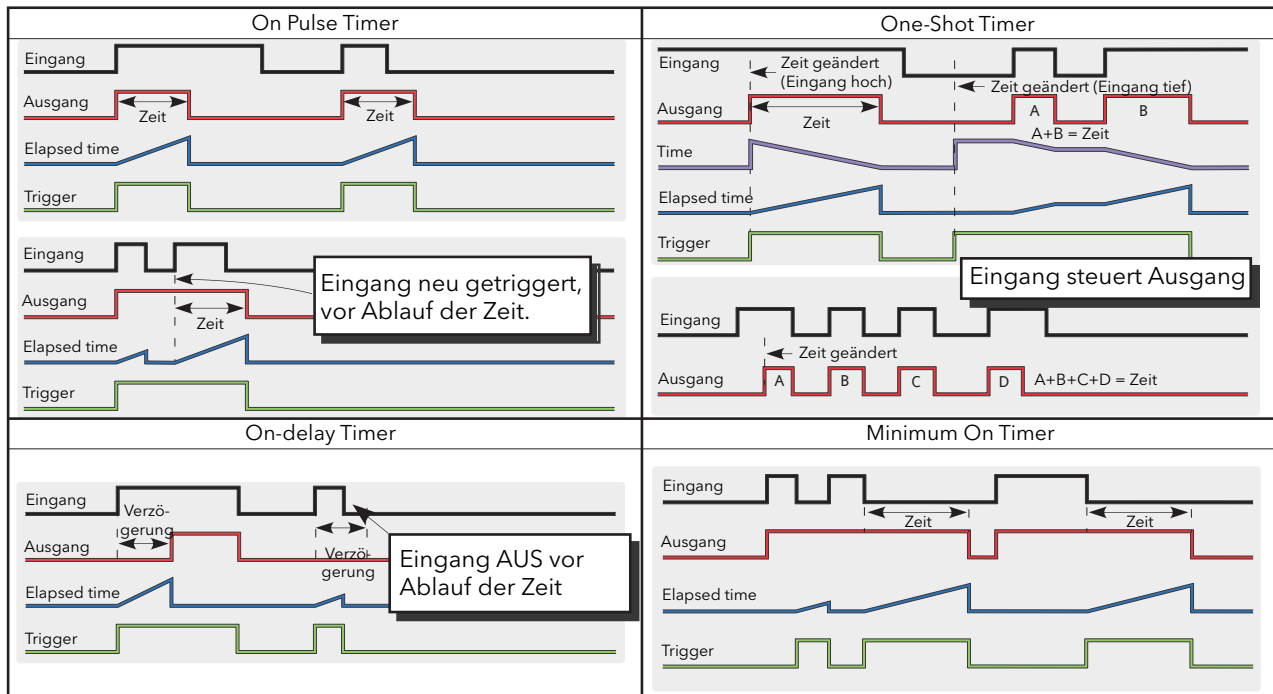 On Pulse Timer
Eingang
Ausgang
Zeit
Zeit
Elapsed time
Trigger
Eingang
Eingang neu getriggert,
vor Ablauf der Zeit.
Ausgang
Zeit
Elapsed time
Trigger
One-Shot Timer
Eingang
Zeit geändert
(Eingang hoch)
Zeit geändert (Eingang tief)
Ausgang
Zeit
A
B
A+B = Zeit
Time
Elapsed time
Trigger
Eingang steuert Ausgang
Eingang
Zeit geändert
Ausgang
A
B
C
D
A+B+C+D = Zeit
On-delay Timer
Eingang
Verzö-
gerung
Ausgang
Verzö-
gerung
Eingang AUS vor
Ablauf der Zeit
Elapsed time
Trigger
Minimum On Timer
Eingang
Zeit
Zeit
Ausgang
Elapsed time
Trigger